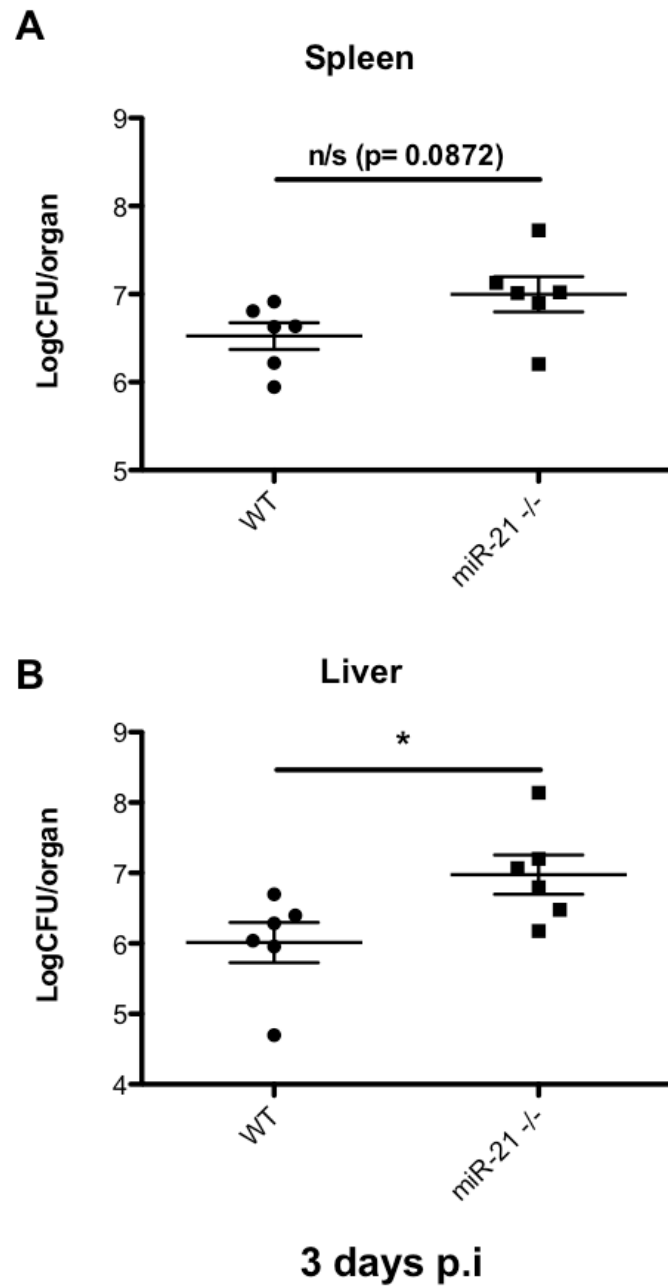 A
Spleen
n/s (p= 0.0872)
LogCFU/organ
9
8
7
6
5
WT
miR-21 -/-
B
Liver
*
LogCFU/organ
9
8
7
6
5
4
WT
miR-21 -/-
3 days p.i